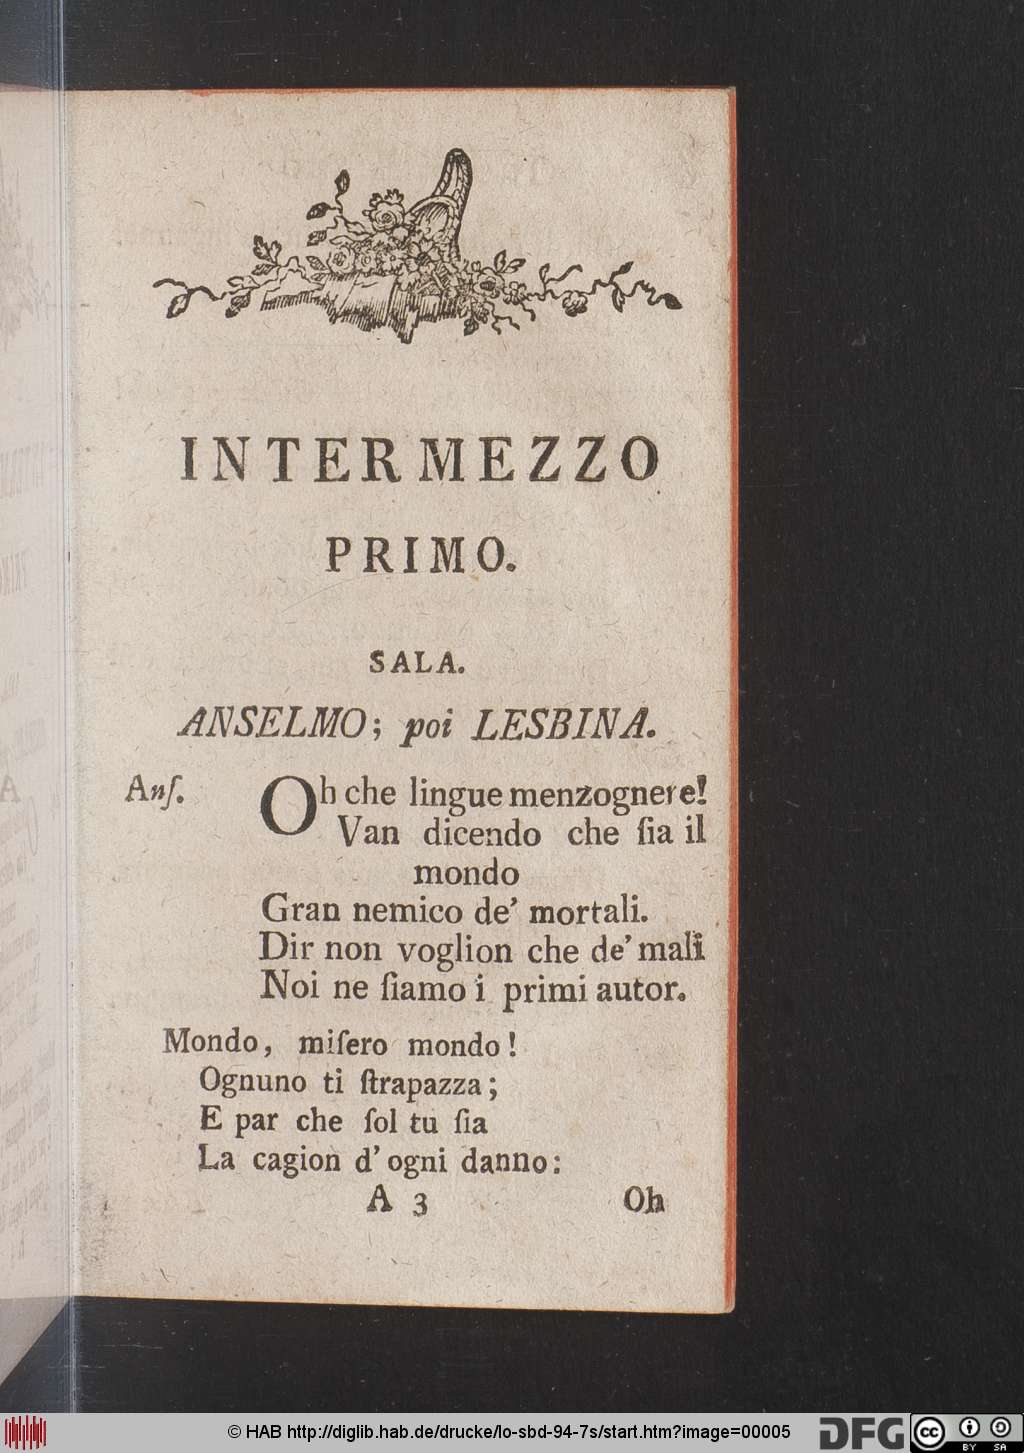 INTERMEZZO
PRIMO.
SALA.
ANSELMO; poi LESBINA.
Anſ. Oh che lingue menzognere!
Van dicendo che ſia il
mondo
Gran nemico de' mortali.
Dir non voglion che de' mali
Noi ne ſiamo i primi autor.
Mondo, miſero mondo!
Ognuno ti ſtrapazza;
E par che ſol tu ſia
La cagion d' ogni danno:
A 3 Oh
© HAB http://diglib.hab.de/drucke/lo-sbd-94-7s/start.htm?image=00005
DFG
cc
BY SA